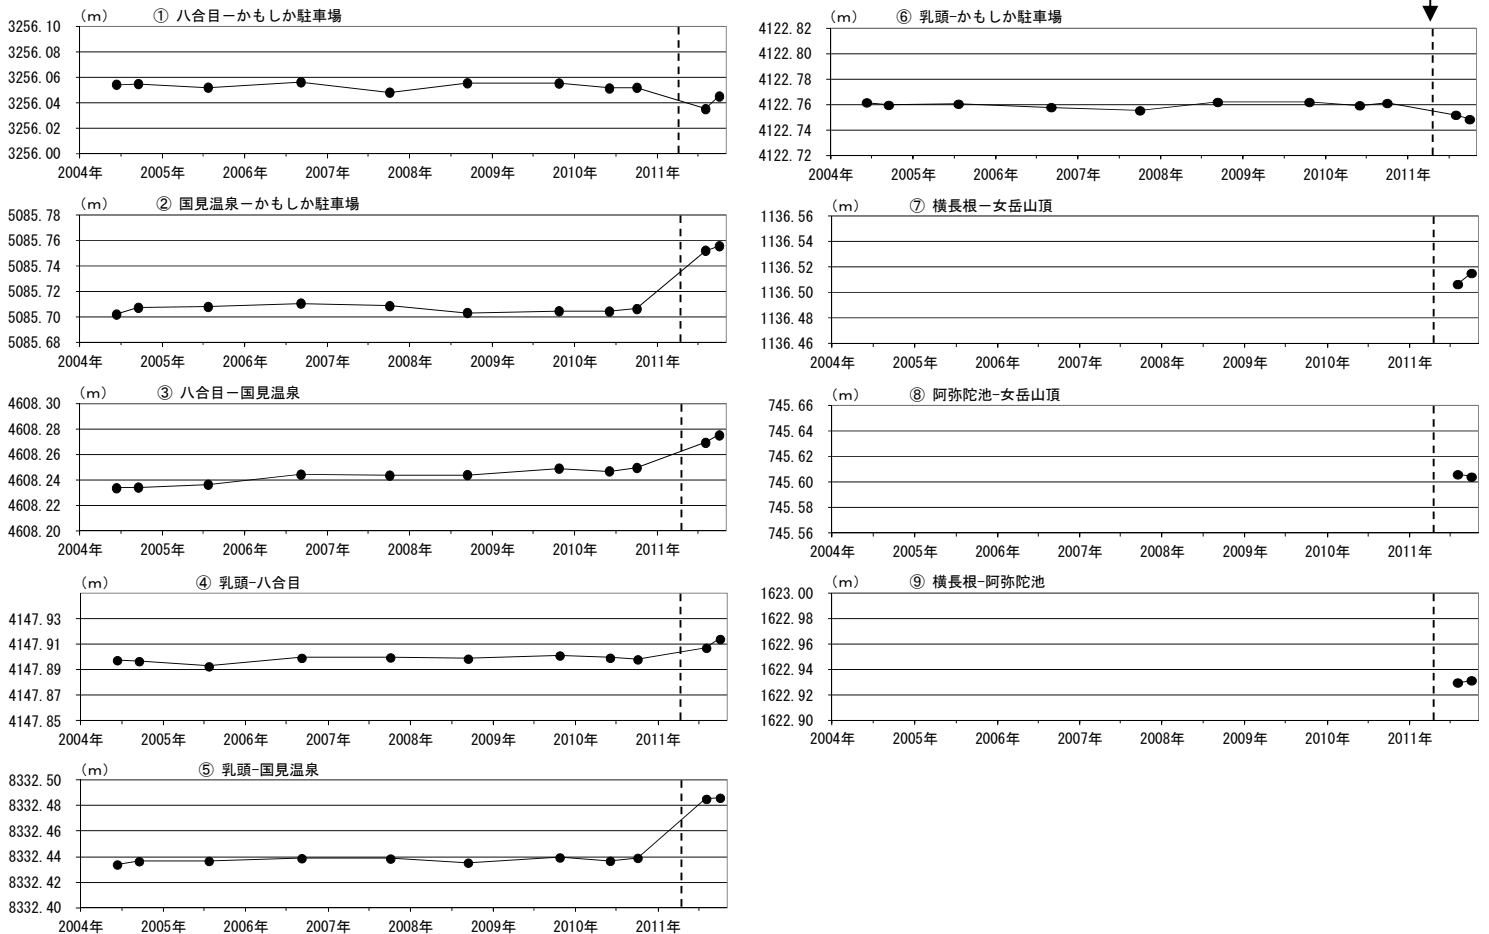 (m) ① 八合目－かもしか駐車場
3256.10
3256.08
3256.06
3256.04
3256.02
3256.00
2004年 2005年 2006年 2007年 2008年 2009年 2010年 2011年
(m) ② 国見温泉－かもしか駐車場
5085.78
5085.76
5085.74
5085.72
5085.70
5085.68
2004年 2005年 2006年 2007年 2008年 2009年 2010年 2011年
(m) ③ 八合目－国見温泉
4608.30
4608.28
4608.26
4608.24
4608.22
4608.20
2004年 2005年 2006年 2007年 2008年 2009年 2010年 2011年
(m) ④ 乳頭-八合目
4147.93
4147.91
4147.89
4147.87
4147.85
2004年 2005年 2006年 2007年 2008年 2009年 2010年 2011年
(m) ⑤ 乳頭-国見温泉
8332.50
8332.48
8332.46
8332.44
8332.42
8332.40
2004年 2005年 2006年 2007年 2008年 2009年 2010年 2011年
(m) ⑥ 乳頭-かもしか駐車場
4122.82
4122.80
4122.78
4122.76
4122.74
4122.72
2004年 2005年 2006年 2007年 2008年 2009年 2010年 2011年
(m) ⑦ 横長根－女岳山頂
1136.56
1136.54
1136.52
1136.50
1136.48
1136.46
2004年 2005年 2006年 2007年 2008年 2009年 2010年 2011年
(m) ⑧ 阿弥陀池-女岳山頂
745.66
745.64
745.62
745.60
745.58
745.56
2004年 2005年 2006年 2007年 2008年 2009年 2010年 2011年
(m) ⑨ 横長根-阿弥陀池
1623.00
1622.98
1622.96
1622.94
1622.92
1622.90
2004年 2005年 2006年 2007年 2008年 2009年 2010年 2011年